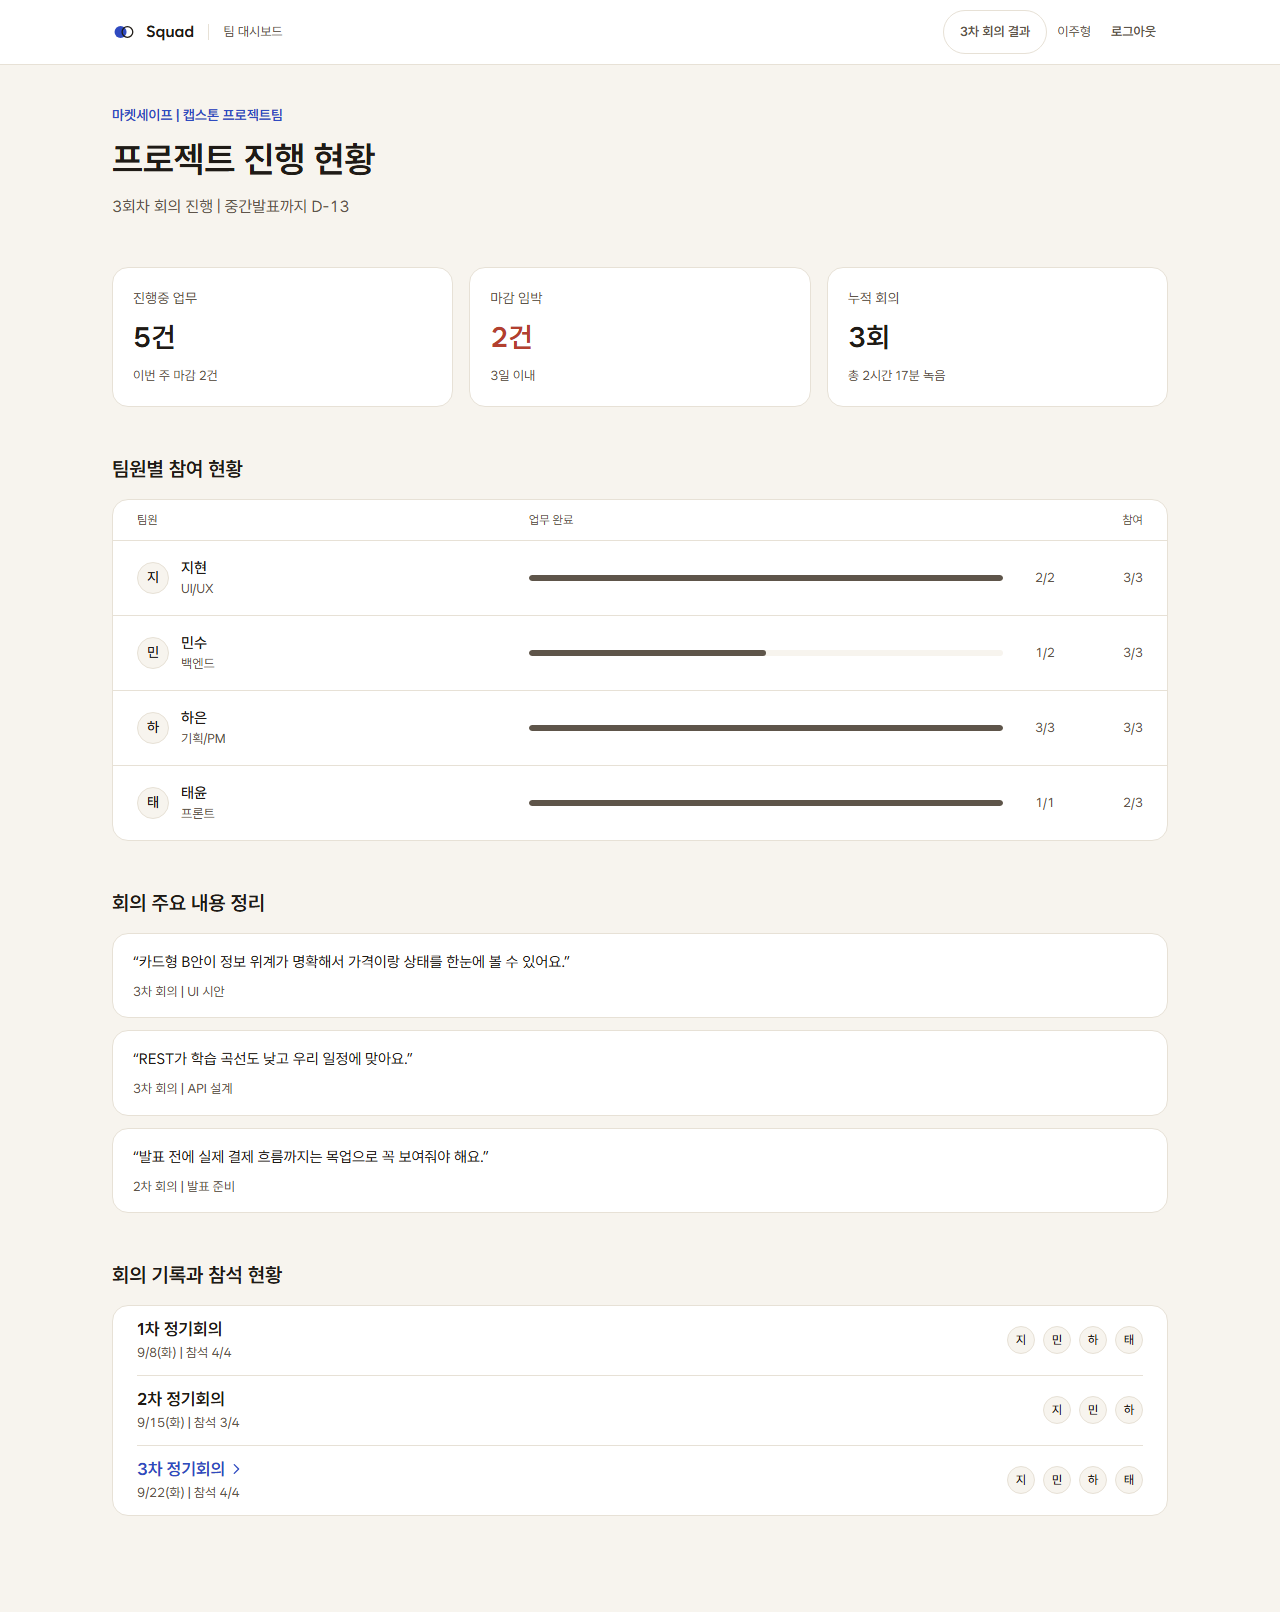 Squad
팀 대시보드
3차 회의 결과
이주형
로그아웃
마켓세이프 | 캡스톤 프로젝트팀
프로젝트 진행 현황
3회차 회의 진행 | 중간발표까지 D-13
진행중 업무
5건
이번 주 마감 2건
마감 임박
2건
3일 이내
누적 회의
3회
총 2시간 17분 녹음
팀원별 참여 현황
팀원
업무 완료
참여
지
지현
UI/UX
2/2
3/3
민
민수
백엔드
1/2
3/3
하
하은
기획/PM
3/3
3/3
태
태윤
프론트
1/1
2/3
회의 주요 내용 정리
“카드형 B안이 정보 위계가 명확해서 가격이랑 상태를 한눈에 볼 수 있어요.”
3차 회의 | UI 시안
“REST가 학습 곡선도 낮고 우리 일정에 맞아요.”
3차 회의 | API 설계
“발표 전에 실제 결제 흐름까지는 목업으로 꼭 보여줘야 해요.”
2차 회의 | 발표 준비
회의 기록과 참석 현황
1차 정기회의
9/8(화) | 참석 4/4
지 민 하 태
2차 정기회의
9/15(화) | 참석 3/4
지 민 하
3차 정기회의
9/22(화) | 참석 4/4
지 민 하 태